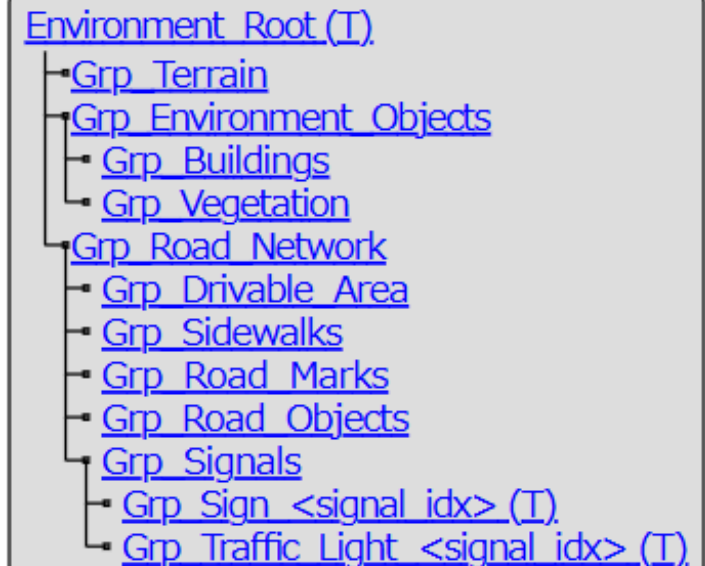 Environment_Root (T)
Grp_Terrain
Grp_Environment_Objects
Grp_Buildings
Grp_Vegetation
Grp_Road_Network
Grp_Drivable_Area
Grp_Sidewalks
Grp_Road_Marks
Grp_Road_Objects
Grp_Signals
Grp_Sign_<signal_idx> (T)
Grp_Traffic_Light_<signal_idx> (T)